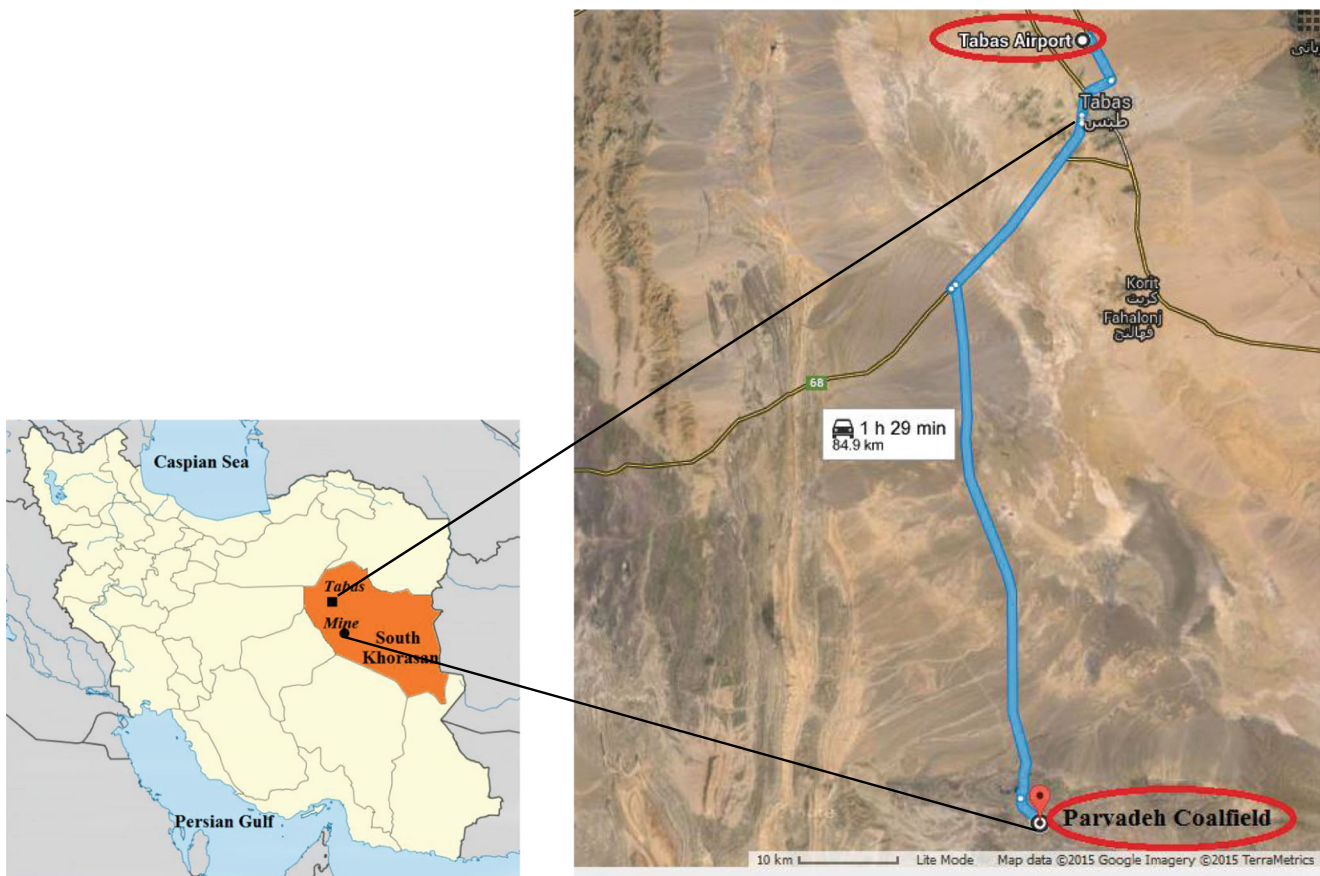 Tabas Airport
Tabas
طبس
Korit
کریت
Fahalonj
فهالنج
68
1 h 29 min
84.9 km
Caspian Sea
Tabas
Mine
South
Khorasan
Persian Gulf
Parvadeh Coalfield
10 km
Lite Mode
Map data ©2015 Google Imagery ©2015 TerraMetrics